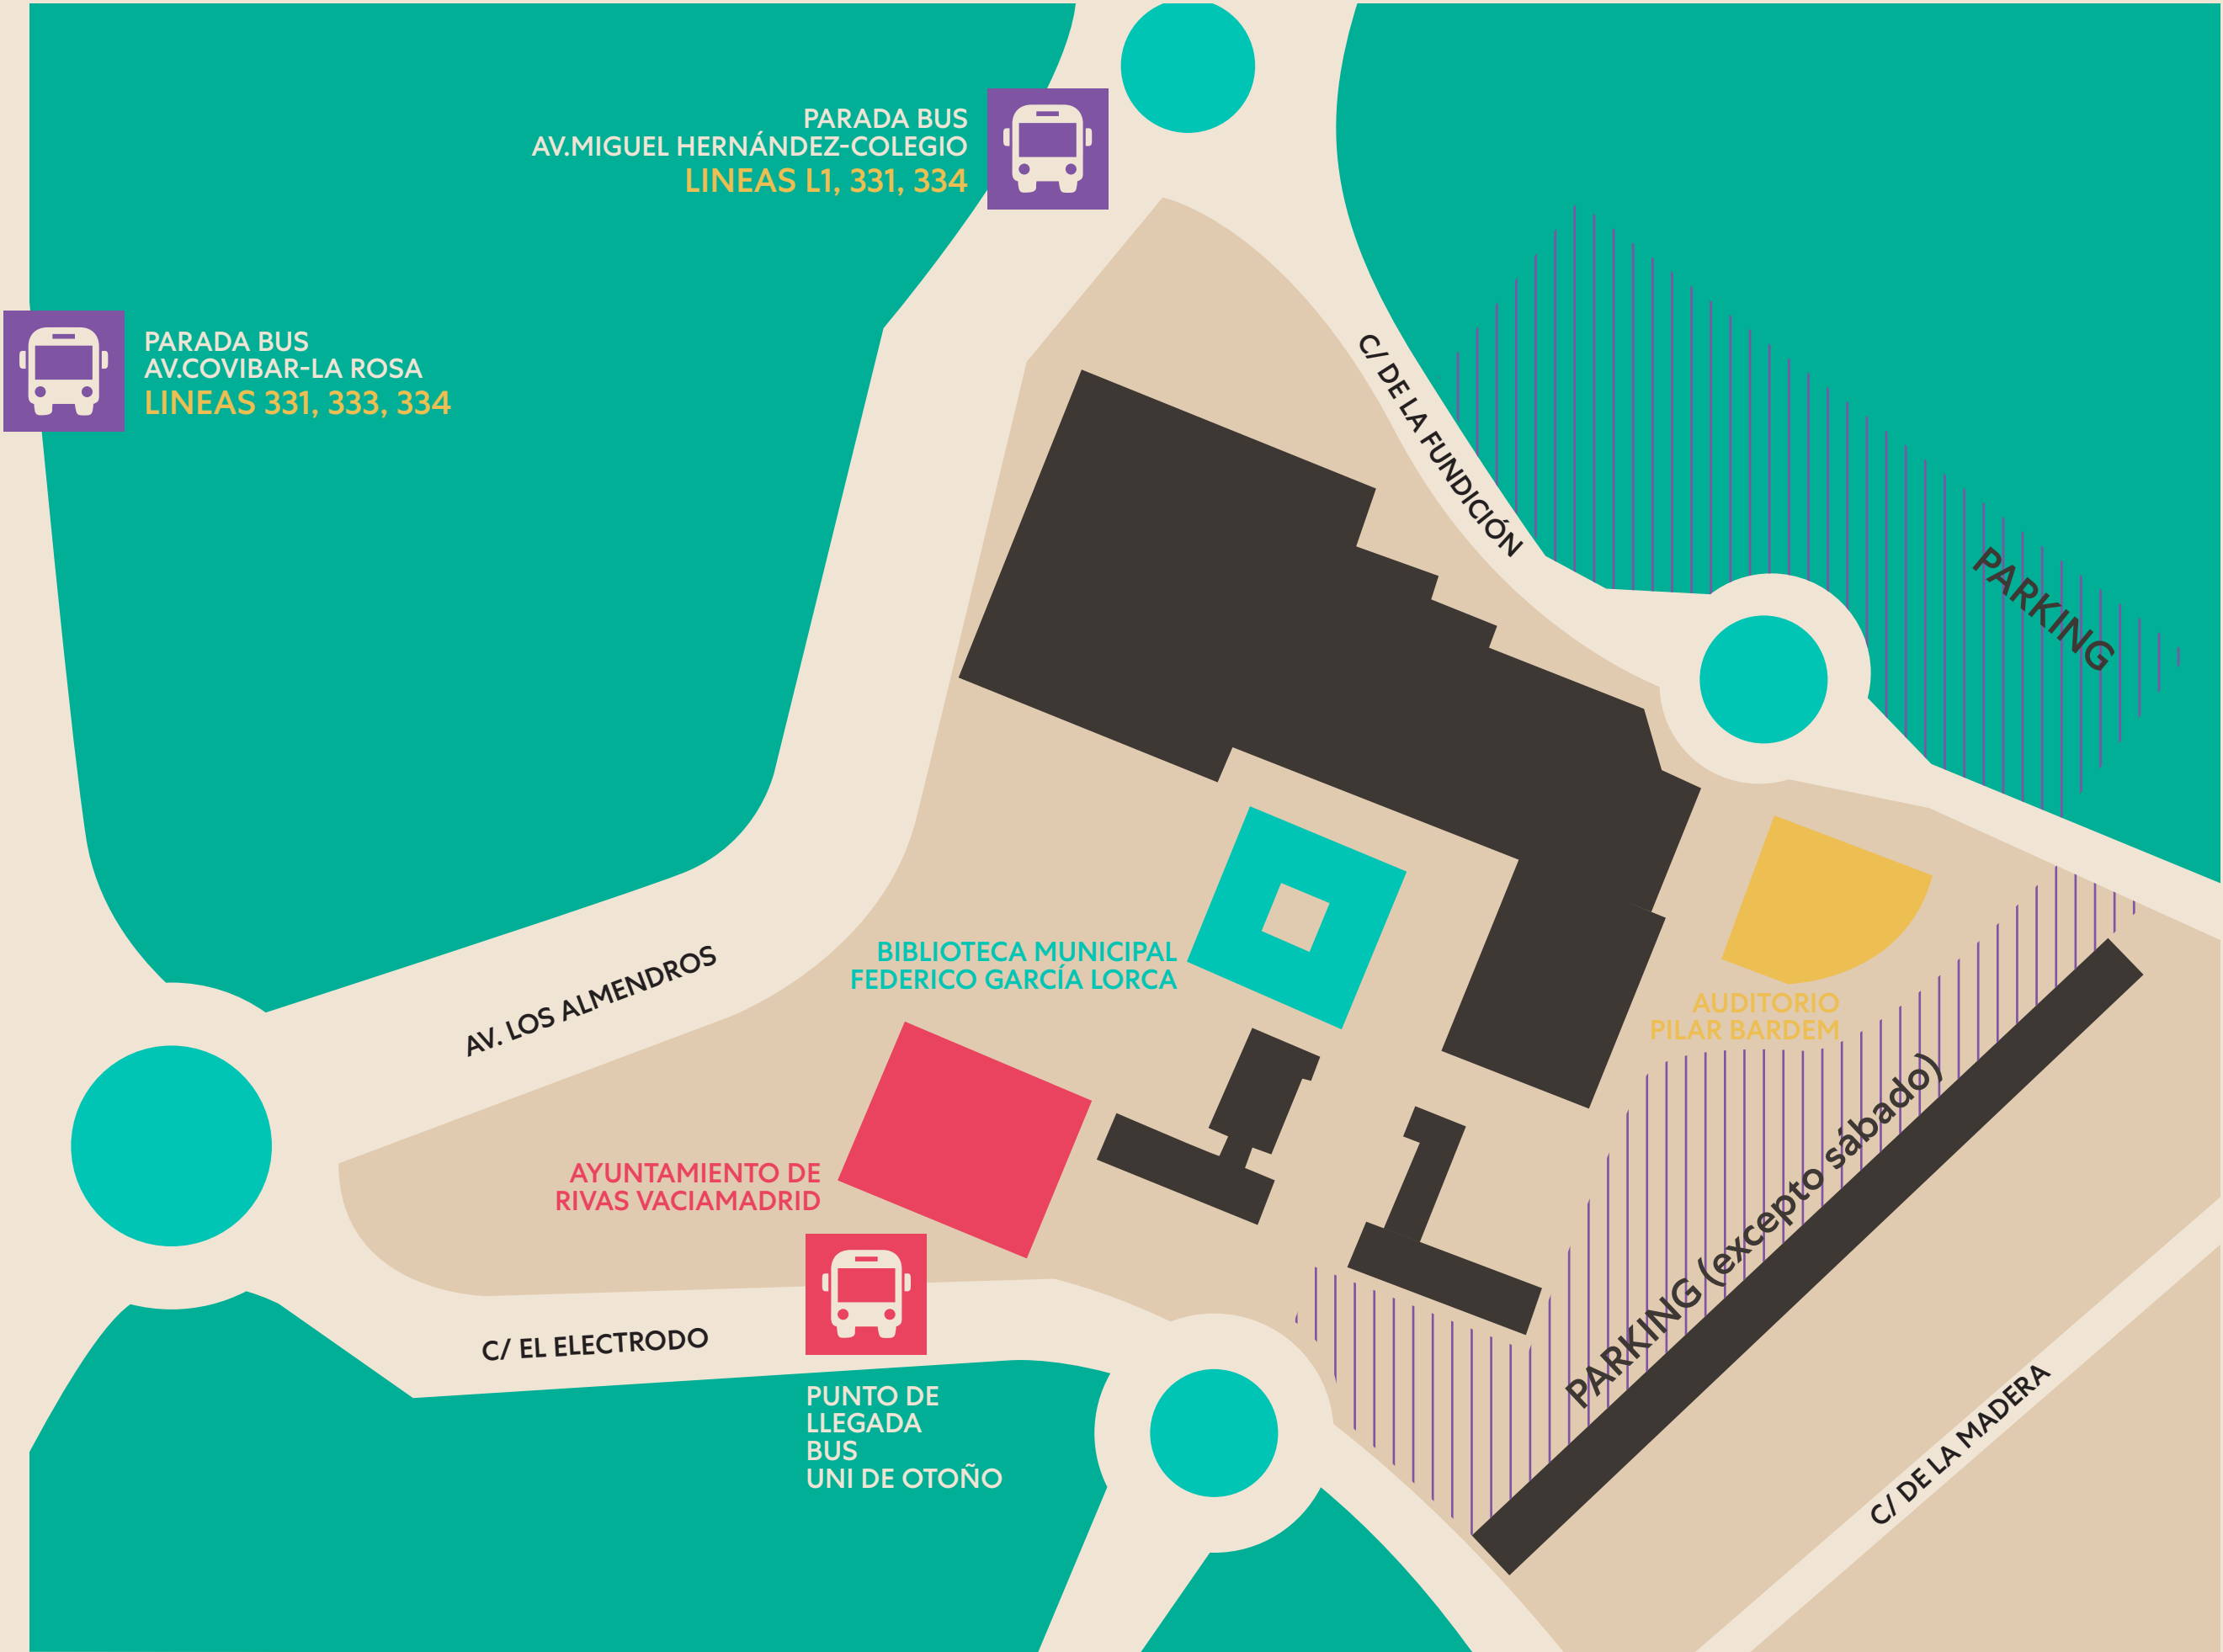 PARADA BUS
AV.MIGUEL HERNÁNDEZ-COLEGIO
LINEAS L1, 331, 334
PARADA BUS
AV.COVIBAR-LA ROSA
LINEAS 331, 333, 334
C/ DE LA FUNDICIÓN
PARKING
AV. LOS ALMENDROS
BIBLIOTECA MUNICIPAL
FEDERICO GARCÍA LORCA
AUDITORIO
PILAR BARDEM
AYUNTAMIENTO DE
RIVAS VACIAMADRID
PARKING (excepto sábado)
C/ EL ELECTRODO
PUNTO DE
LLEGADA
BUS
UNI DE OTOÑO
C/ DE LA MADERA